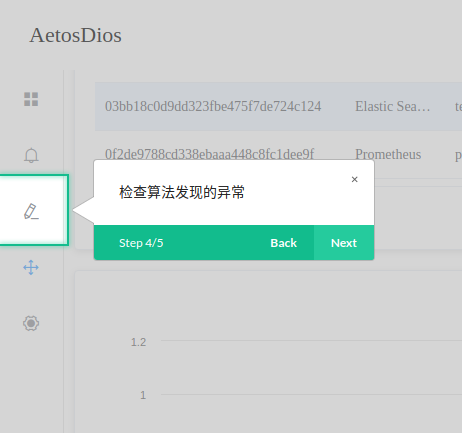 AetosDios
03bb18c0d9dd323fbe475f7de724c124 Elastic Sea… te
0f2de9788cd338ebaaa448c8fc1dee9f Prometheus p
×
检查算法发现的异常
Step 4/5 Back Next
1.2
1